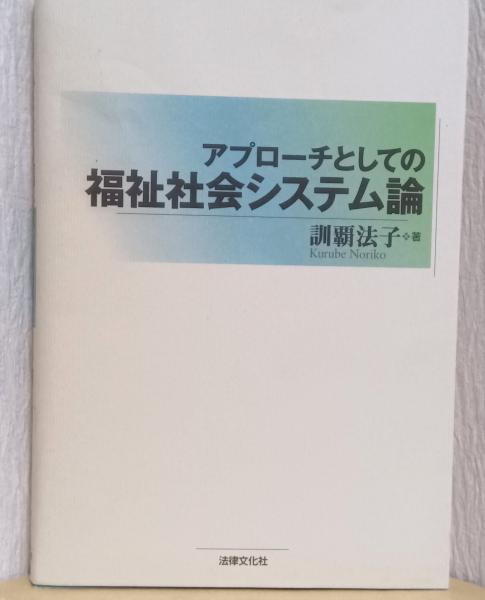 アプローチとしての
福祉社会システム論
訓覇法子❖著
Kurube Noriko
法律文化社